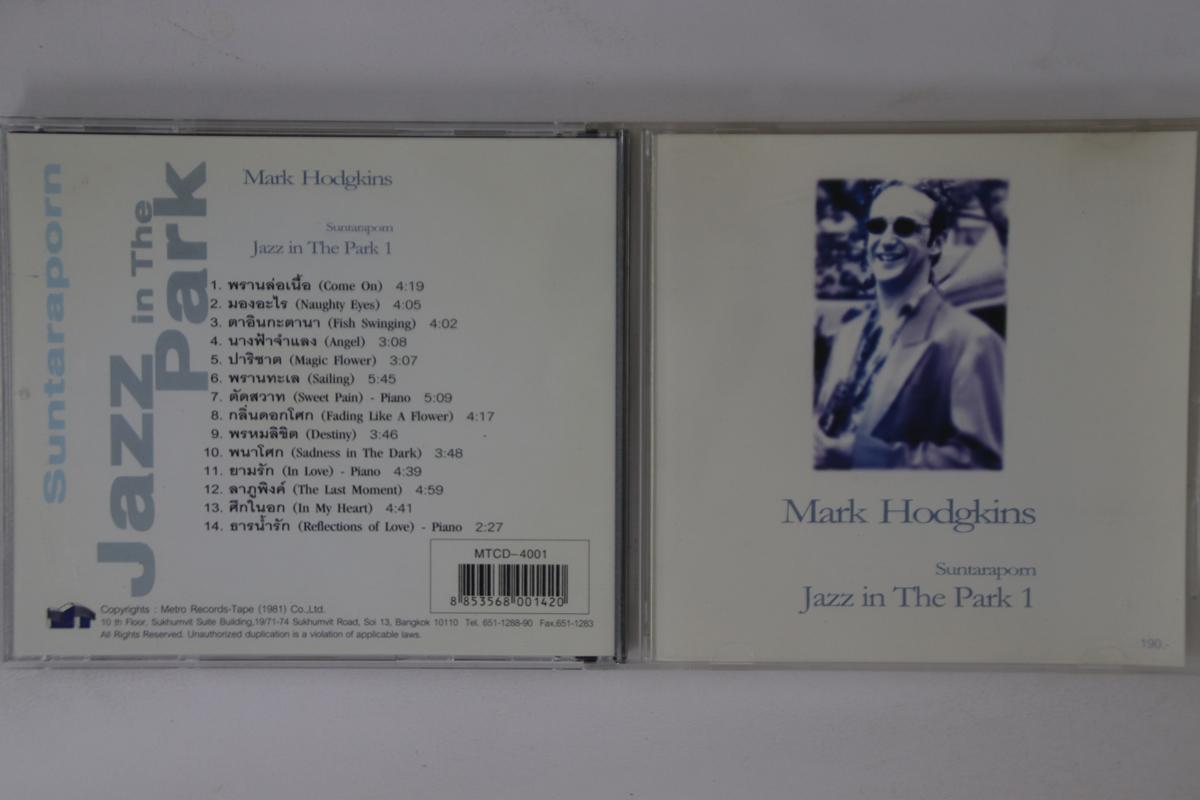 Suntaraporn
Jazz in The Park
Mark Hodgkins
Suntaraporn
Jazz in The Park 1
1. พรานล่อเนื้อ (Come On) 4:19
2. มองอะไร (Naughty Eyes) 4:05
3. ตาอินกะตานา (Fish Swinging) 4:02
4. นางฟ้าจำแลง (Angel) 3:08
5. ปาริชาต (Magic Flower) 3:07
6. พรานทะเล (Sailing) 5:45
7. ตัดสวาท (Sweet Pain) - Piano 5:09
8. กลิ่นดอกโศก (Fading Like A Flower) 4:17
9. พรหมลิขิต (Destiny) 3:46
10. พนาโศก (Sadness in The Dark) 3:48
11. ยามรัก (In Love) - Piano 4:39
12. ลาภูพิงค์ (The Last Moment) 4:59
13. ศึกในอก (In My Heart) 4:41
14. ธารน้ำรัก (Reflections of Love) - Piano 2:27
MTCD-4001
8 853568 001420
MT
Copyrights : Metro Records-Tape (1981) Co.,Ltd.
10 th Floor, Sukhumvit Suite Building,19/71-74 Sukhumvit Road, Soi 13, Bangkok 10110 Tel. 651-1288-90 Fax.651-1283
All Rights Reserved. Unauthorized duplication is a violation of applicable laws.
Mark Hodgkins
Suntaraporn
Jazz in The Park 1
190.-